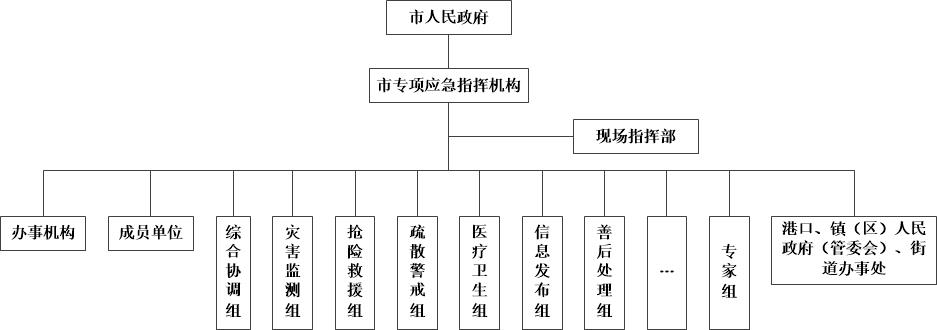 市人民政府
市专项应急指挥机构
现场指挥部
办事机构
成员单位
综合协调组
灾害监测组
抢险救援组
疏散警戒组
医疗卫生组
信息发布组
善后处理组
...
专家组
港口、镇（区）人民
政府（管委会）、街
道办事处